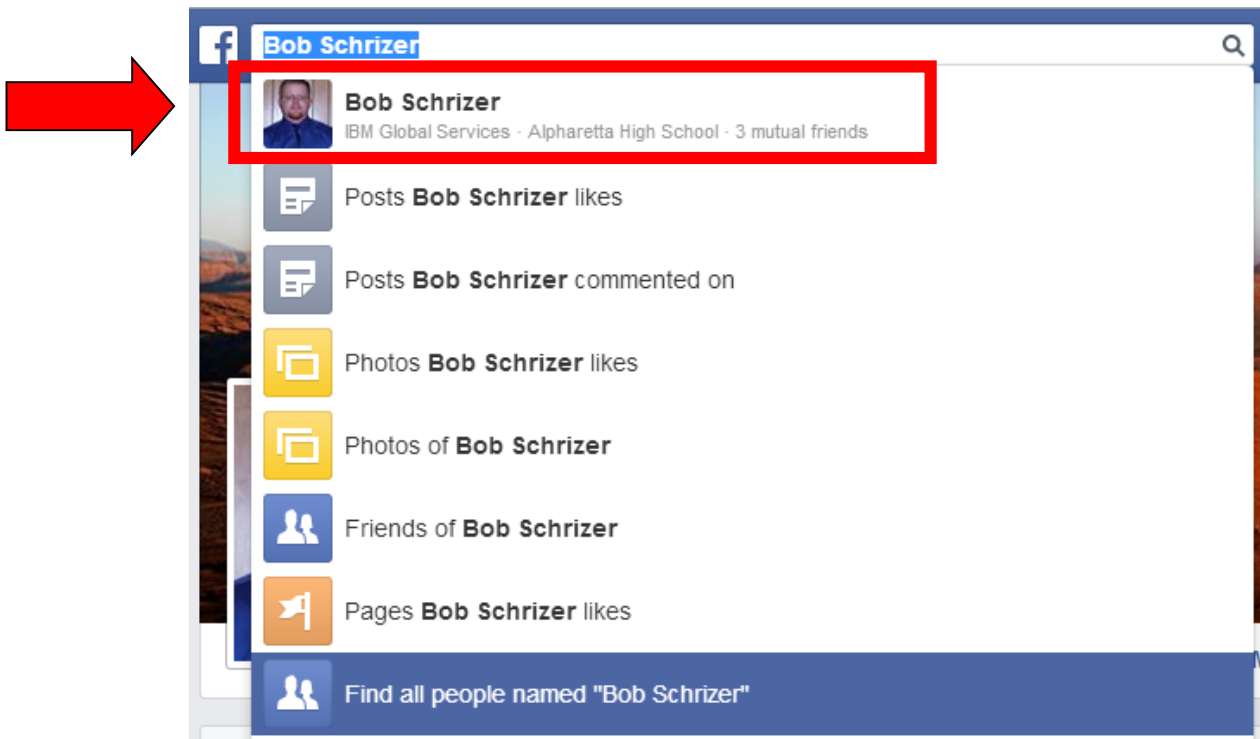 f
Bob Schrizer
Bob Schrizer
IBM Global Services · Alpharetta High School · 3 mutual friends
Posts Bob Schrizer likes
Posts Bob Schrizer commented on
Photos Bob Schrizer likes
Photos of Bob Schrizer
Friends of Bob Schrizer
Pages Bob Schrizer likes
Find all people named "Bob Schrizer"